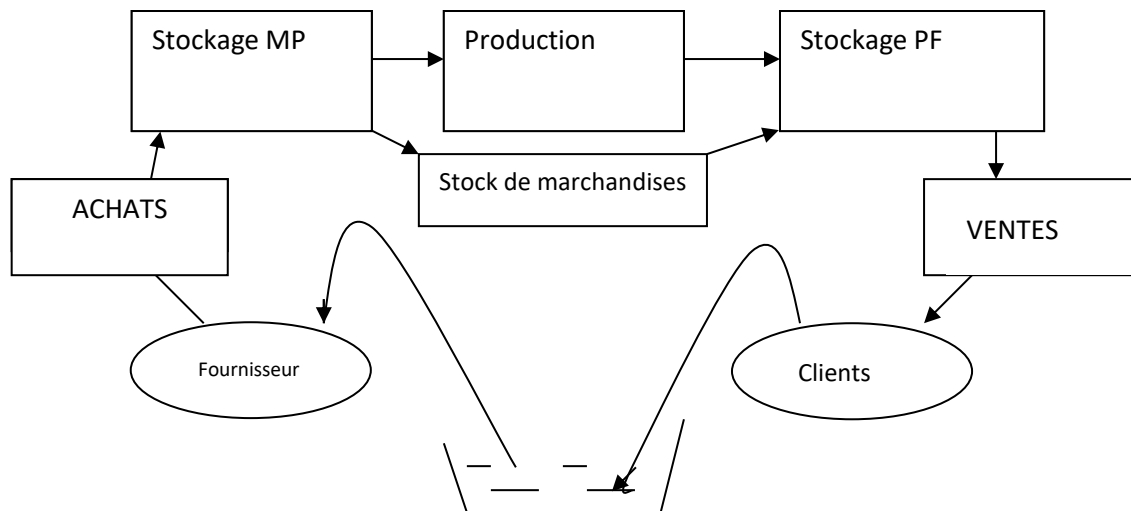 Stockage MP
Production
Stockage PF
Stock de marchandises
ACHATS
VENTES
Fournisseur
Clients